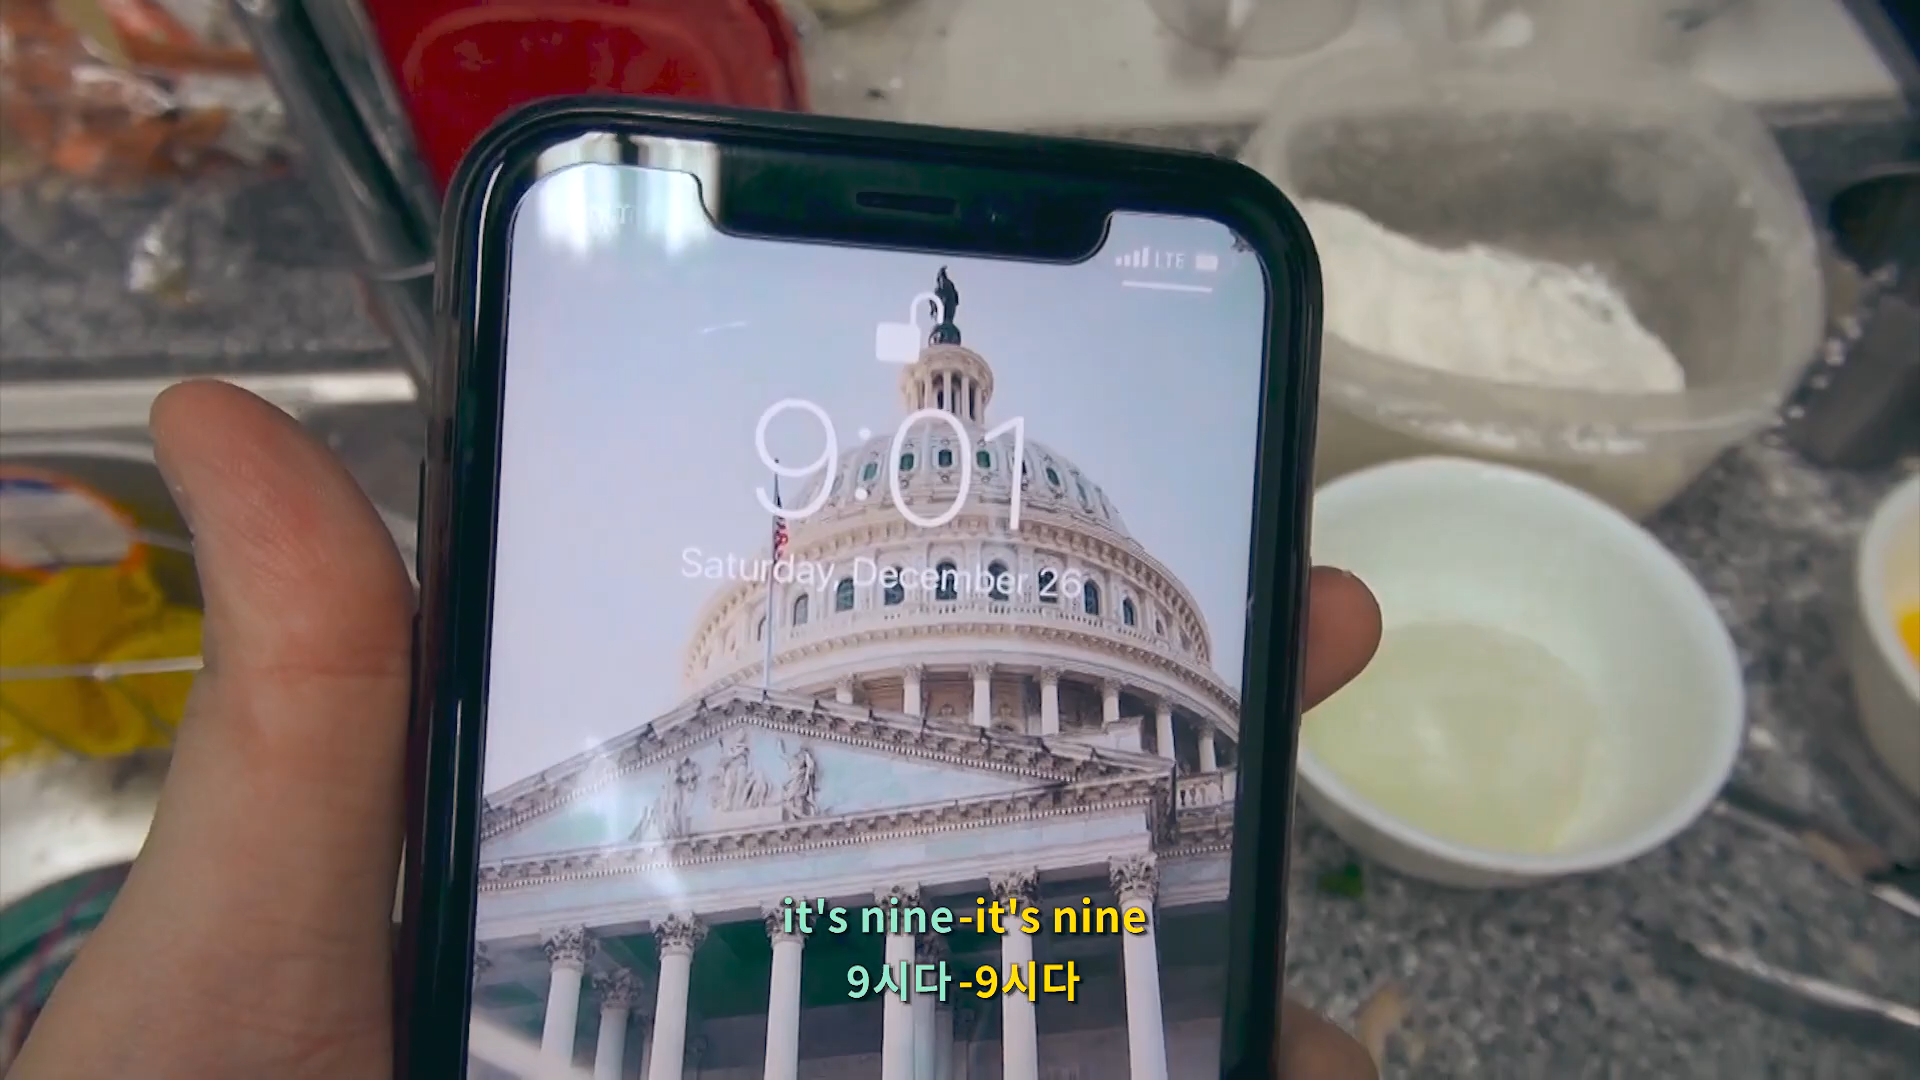 LTE
9:01
Saturday, December 26
it's nine-it's nine
9시다-9시다